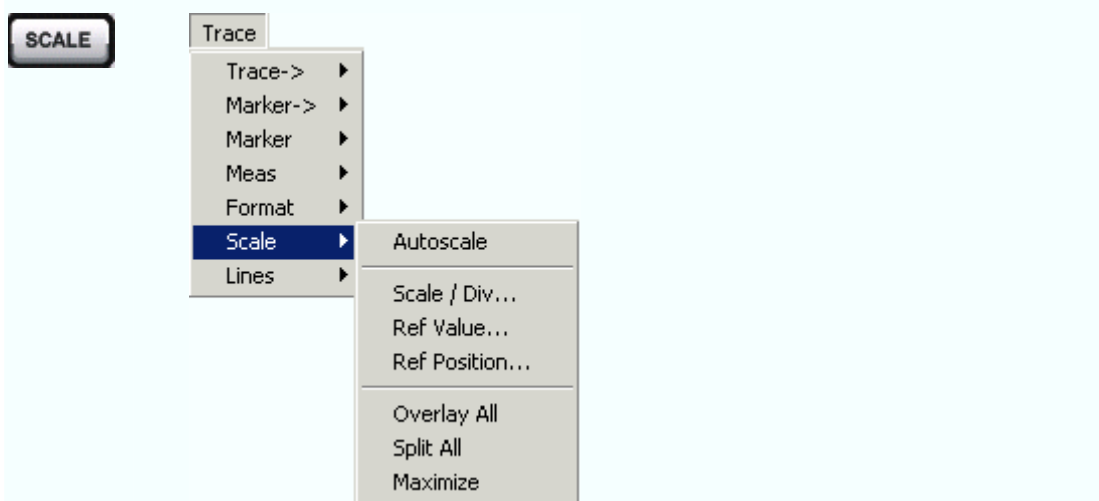 SCALE
Trace
Trace->
Marker->
Marker
Meas
Format
Scale
Lines
Autoscale
Scale / Div...
Ref Value...
Ref Position...
Overlay All
Split All
Maximize